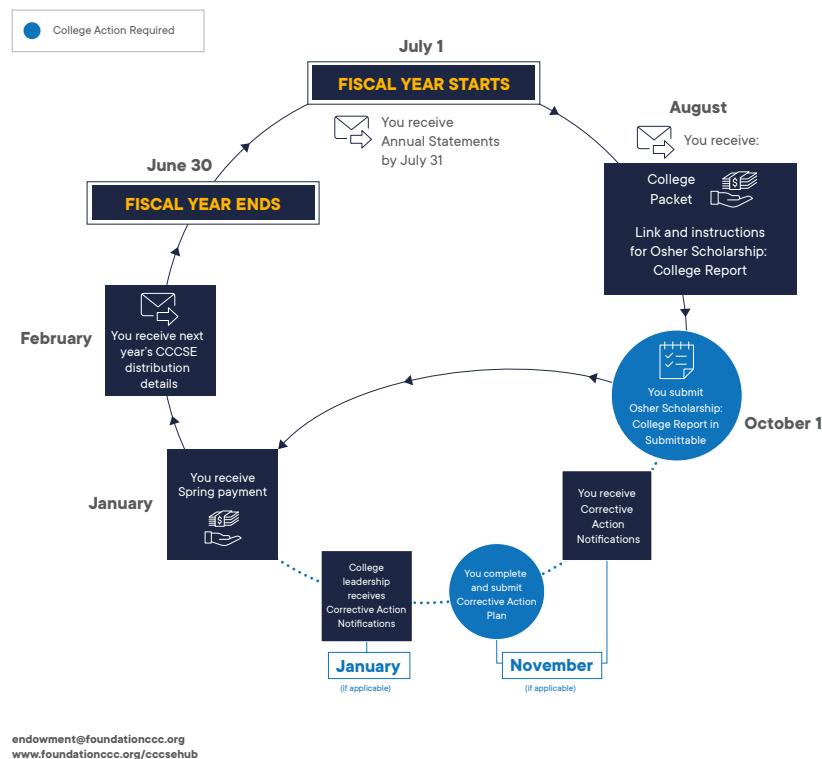 College Action Required
July 1
FISCAL YEAR STARTS
You receive
Annual Statements
by July 31
August
You receive:
College
Packet
Link and instructions
for Osher Scholarship:
College Report
You submit
Osher Scholarship:
College Report in
Submittable
October 1
You receive
Corrective
Action
Notifications
You complete
and submit
Corrective Action
Plan
November
(if applicable)
College
leadership
receives
Corrective Action
Notifications
January
(if applicable)
January
You receive
Spring payment
February
You receive next
year's CCCSE
distribution
details
June 30
FISCAL YEAR ENDS
endowment@foundationccc.org
www.foundationccc.org/cccsehub